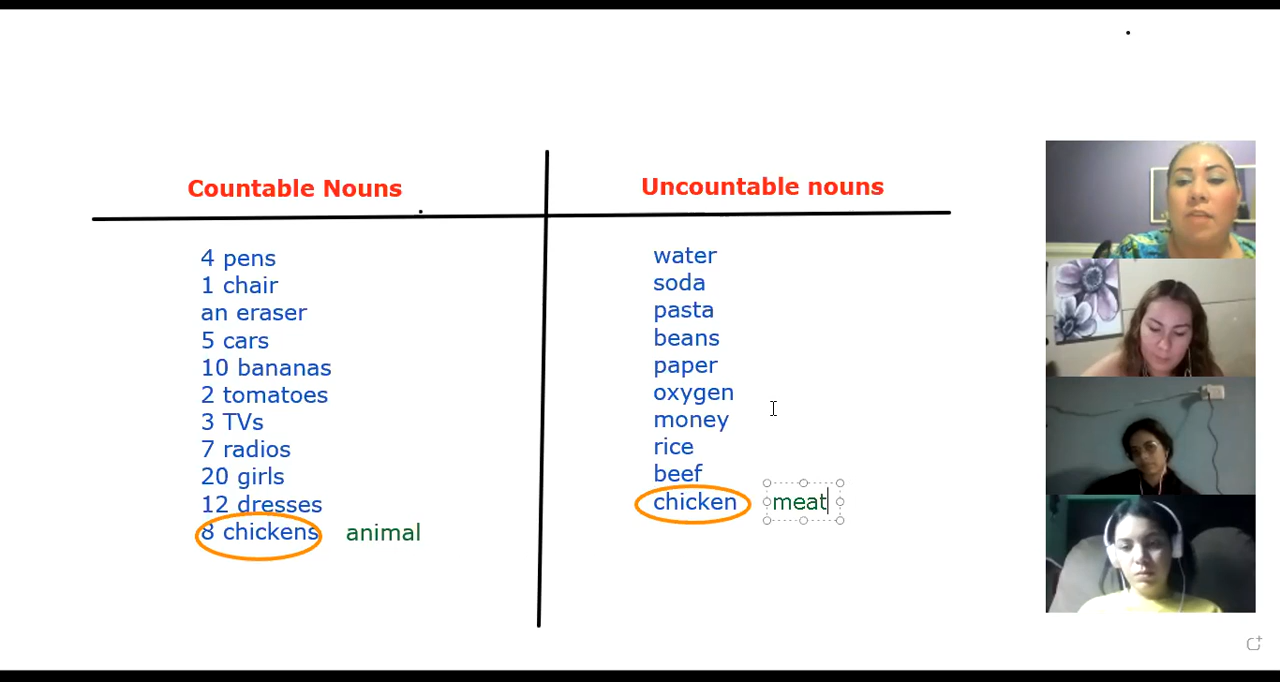 Countable Nouns
4 pens
1 chair
an eraser
5 cars
10 bananas
2 tomatoes
3 TVs
7 radios
20 girls
12 dresses
8 chickens animal
Uncountable nouns
water
soda
pasta
beans
paper
oxygen
money
rice
beef
chicken meat